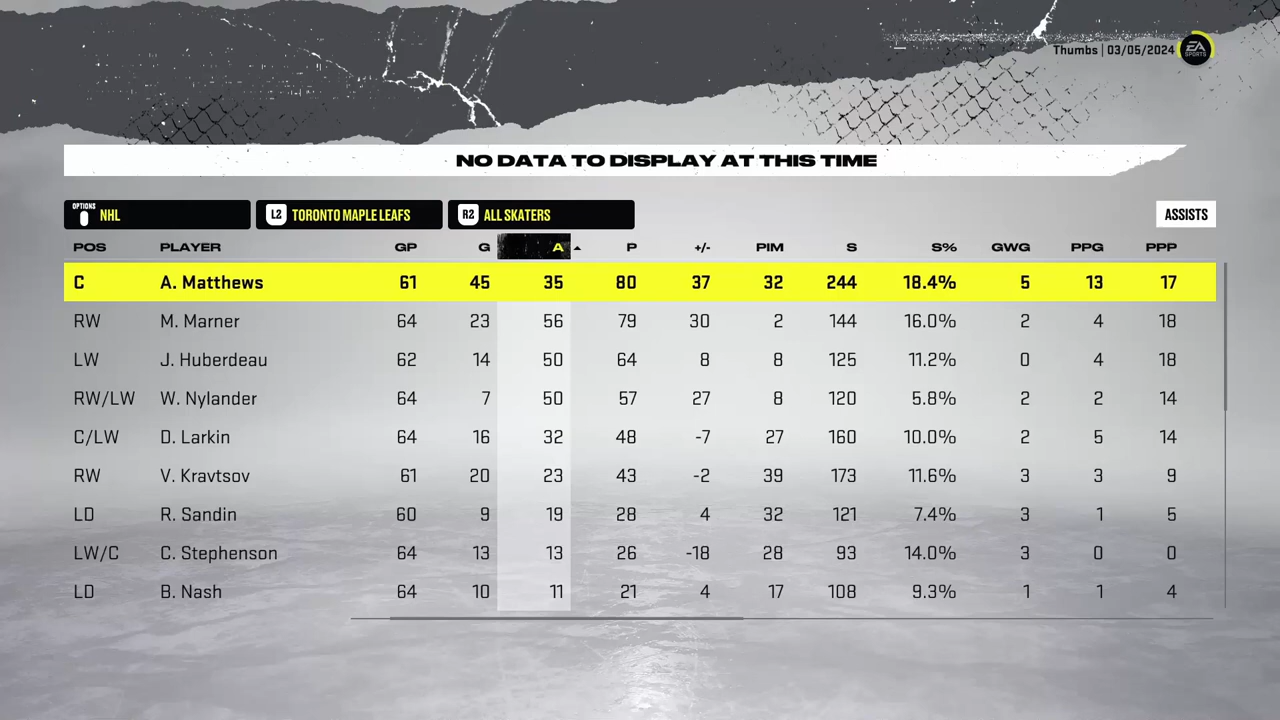 Thumbs | 03/05/2024 EA SPORTS
NO DATA TO DISPLAY AT THIS TIME
OPTIONS NHL L2 TORONTO MAPLE LEAFS R2 ALL SKATERS ASSISTS
POS PLAYER GP G A P +/- PIM S S% GWG PPG PPP
C A. Matthews 61 45 35 80 37 32 244 18.4% 5 13 17
RW M. Marner 64 23 56 79 30 2 144 16.0% 2 4 18
LW J. Huberdeau 62 14 50 64 8 8 125 11.2% 0 4 18
RW/LW W. Nylander 64 7 50 57 27 8 120 5.8% 2 2 14
C/LW D. Larkin 64 16 32 48 -7 27 160 10.0% 2 5 14
RW V. Kravtsov 61 20 23 43 -2 39 173 11.6% 3 3 9
LD R. Sandin 60 9 19 28 4 32 121 7.4% 3 1 5
LW/C C. Stephenson 64 13 13 26 -18 28 93 14.0% 3 0 0
LD B. Nash 64 10 11 21 4 17 108 9.3% 1 1 4